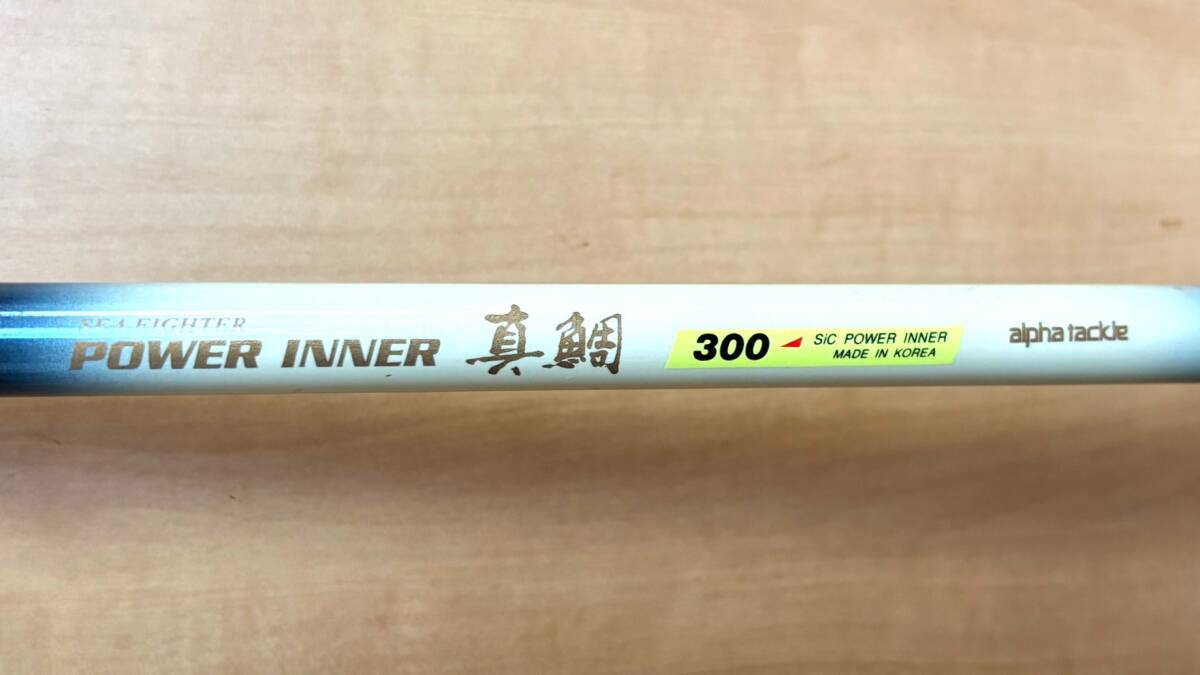 SEA FIGHTER
POWER INNER 真鯛
300 SiC POWER INNER
MADE IN KOREA
alpha tackle